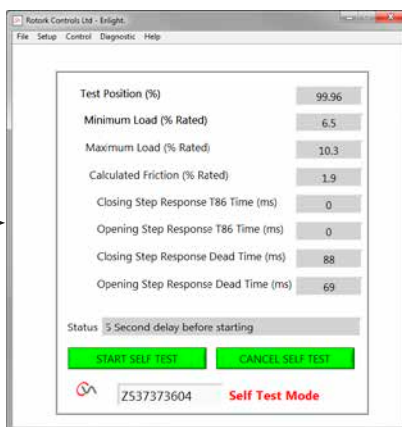 Rotork Controls Ltd - Enlight.
File Setup Control Diagnostic Help
Test Position (%) 99.96
Minimum Load (% Rated) 6.5
Maximum Load (% Rated) 10.3
Calculated Friction (% Rated) 1.9
Closing Step Response T86 Time (ms) 0
Opening Step Response T86 Time (ms) 0
Closing Step Response Dead Time (ms) 88
Opening Step Response Dead Time (ms) 69
Status 5 Second delay before starting
START SELF TEST CANCEL SELF TEST
ZS37373604 Self Test Mode